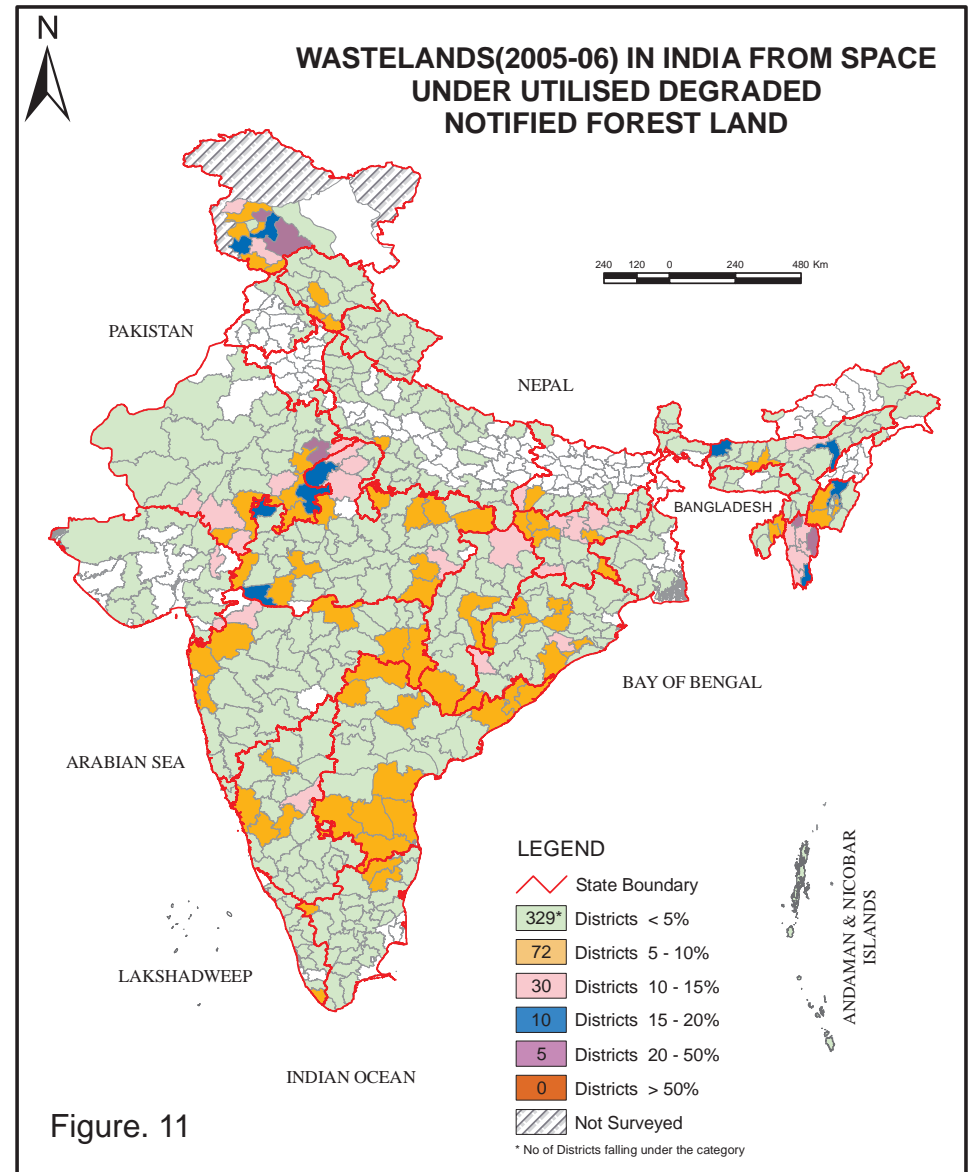 N
WASTELANDS(2005-06) IN INDIA FROM SPACE
UNDER UTILISED DEGRADED
NOTIFIED FOREST LAND
240 120 0 240 480 Km
PAKISTAN
NEPAL
BANGLADESH
BAY OF BENGAL
ARABIAN SEA
LAKSHADWEEP
INDIAN OCEAN
ANDAMAN & NICOBAR
ISLANDS
LEGEND
State Boundary
329* Districts < 5%
72 Districts 5 - 10%
30 Districts 10 - 15%
10 Districts 15 - 20%
5 Districts 20 - 50%
0 Districts > 50%
Not Surveyed
* No of Districts falling under the category
Figure. 11